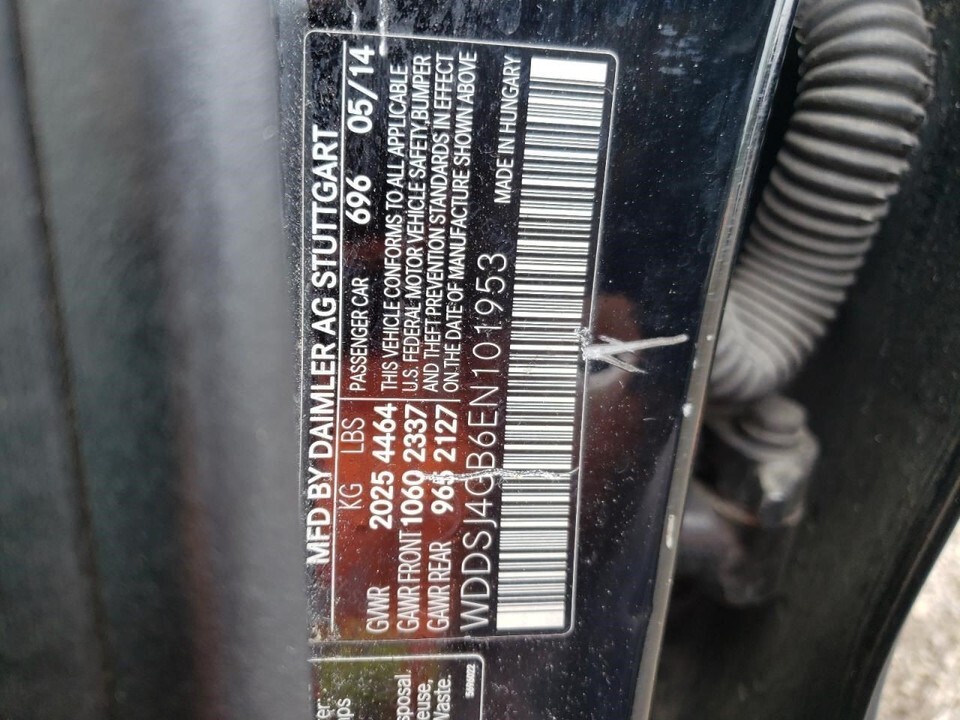 MFD BY DAIMLER AG STUTTGART
KG LBS PASSENGER CAR 696 05/14
GWR 2025 4464 THIS VEHICLE CONFORMS TO ALL APPLICABLE
GAWR FRONT 1060 2337 U.S. FEDERAL MOTOR VEHICLE SAFETY, BUMPER
GAWR REAR 965 2127 AND THEFT PREVENTION STANDARDS IN EFFECT
ON THE DATE OF MANUFACTURE SHOWN ABOVE
WDDSJ4GB6EN101953 MADE IN HUNGARY